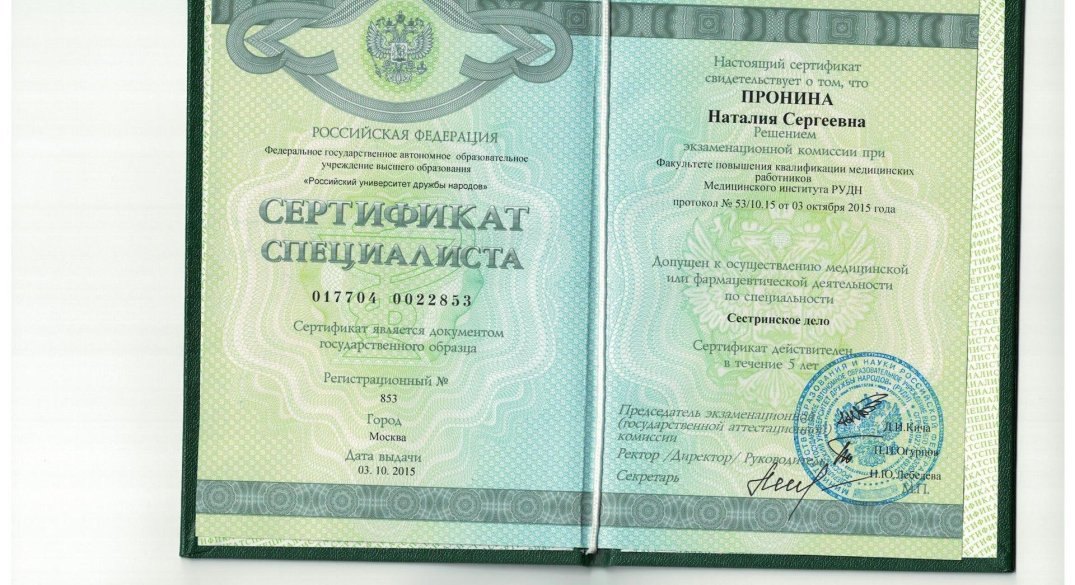 РОССИЙСКАЯ ФЕДЕРАЦИЯ
Федеральное государственное автономное образовательное
учреждение высшего образования
«Российский университет дружбы народов»
СЕРТИФИКАТ
СПЕЦИАЛИСТА
017704 0022853
Сертификат является документом
государственного образца
Регистрационный №
853
Город
Москва
Дата выдачи
03. 10. 2015
Настоящий сертификат
свидетельствует о том, что
ПРОНИНА
Наталия Сергеевна
Решением
экзаменационной комиссии при
Факультете повышения квалификации медицинских
работников
Медицинского института РУДН
протокол № 53/10.15 от 03 октября 2015 года
Допущен к осуществлению медицинской
или фармацевтической деятельности
по специальности
Сестринское дело
Сертификат действителен
в течение 5 лет
Председатель экзаменационной
(государственной аттестационной)
комиссии
Л.И.Кича
Ректор /Директор/ Руководитель
П.И.Огурцов
Секретарь
Н.Ю.Лебедева
М.П.